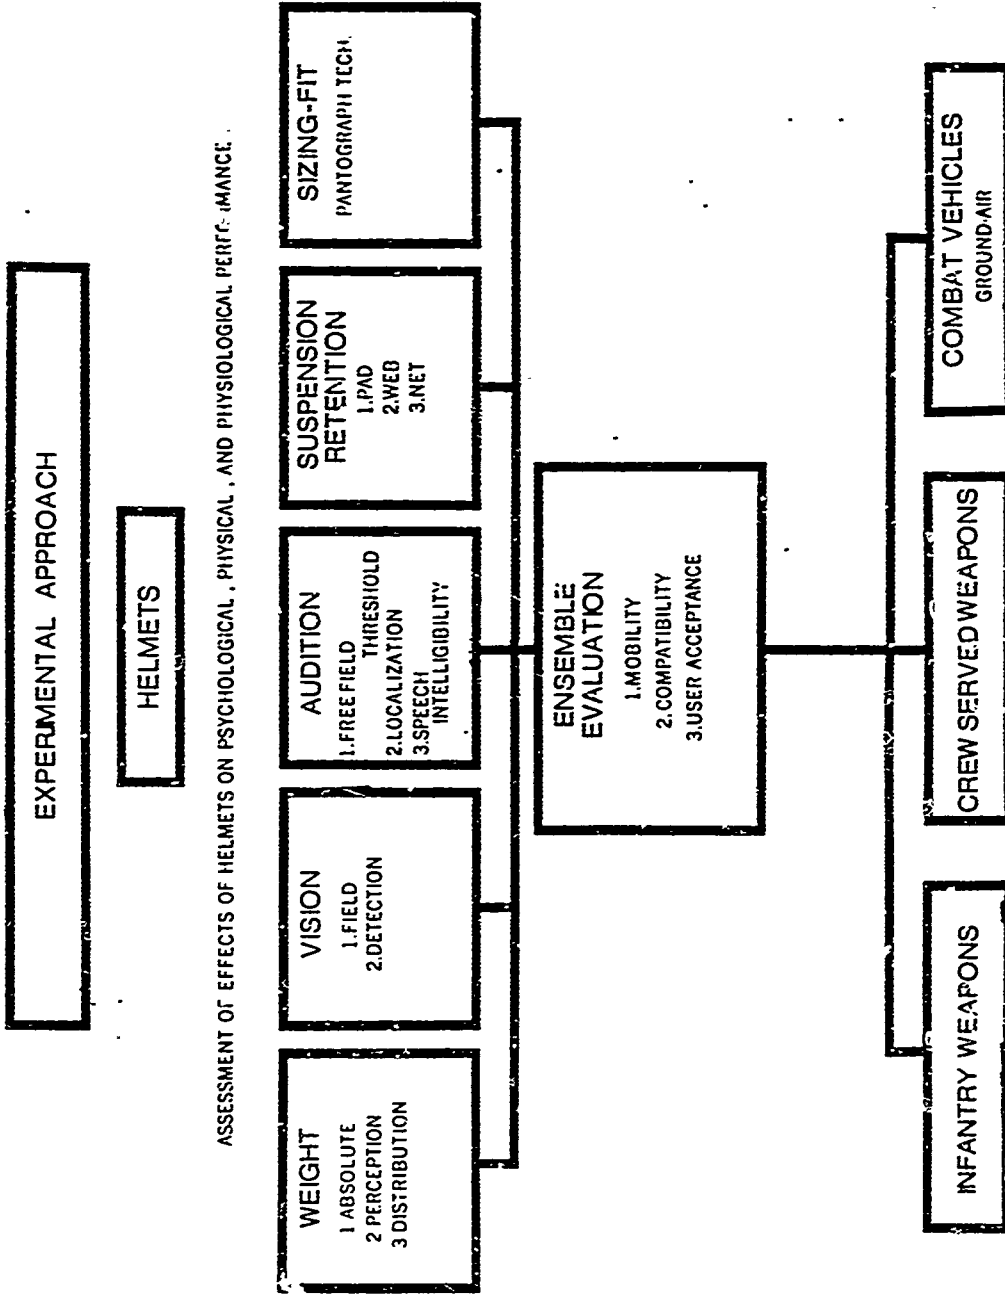 EXPERIMENTAL APPROACH
HELMETS
ASSESSMENT OF EFFECTS OF HELMETS ON PSYCHOLOGICAL, PHYSICAL, AND PHYSIOLOGICAL
WEIGHT
1 ABSOLUTE
2 PERCEPTION
3 DISTRIBUTION
VISION
1.FIELD
2.DETECTION
AUDITION
1.FREE FIELD
THRESHOLD
2.LOCALIZATION
3.SPEECH
INTELLIGIBILITY
SUSPENSION
RETENTION
1.PAD
2.WEB
3.NET
SIZING-FIT
PANTOGRAPH TECH.
ENSEMBLE
EVALUATION
1.MOBILITY
2.COMPATIBILITY
3.USER ACCEPTANCE
INFANTRY WEAPONS
CREW SERVED WEAPONS
COMBAT VEHICLES
GROUND-AIR